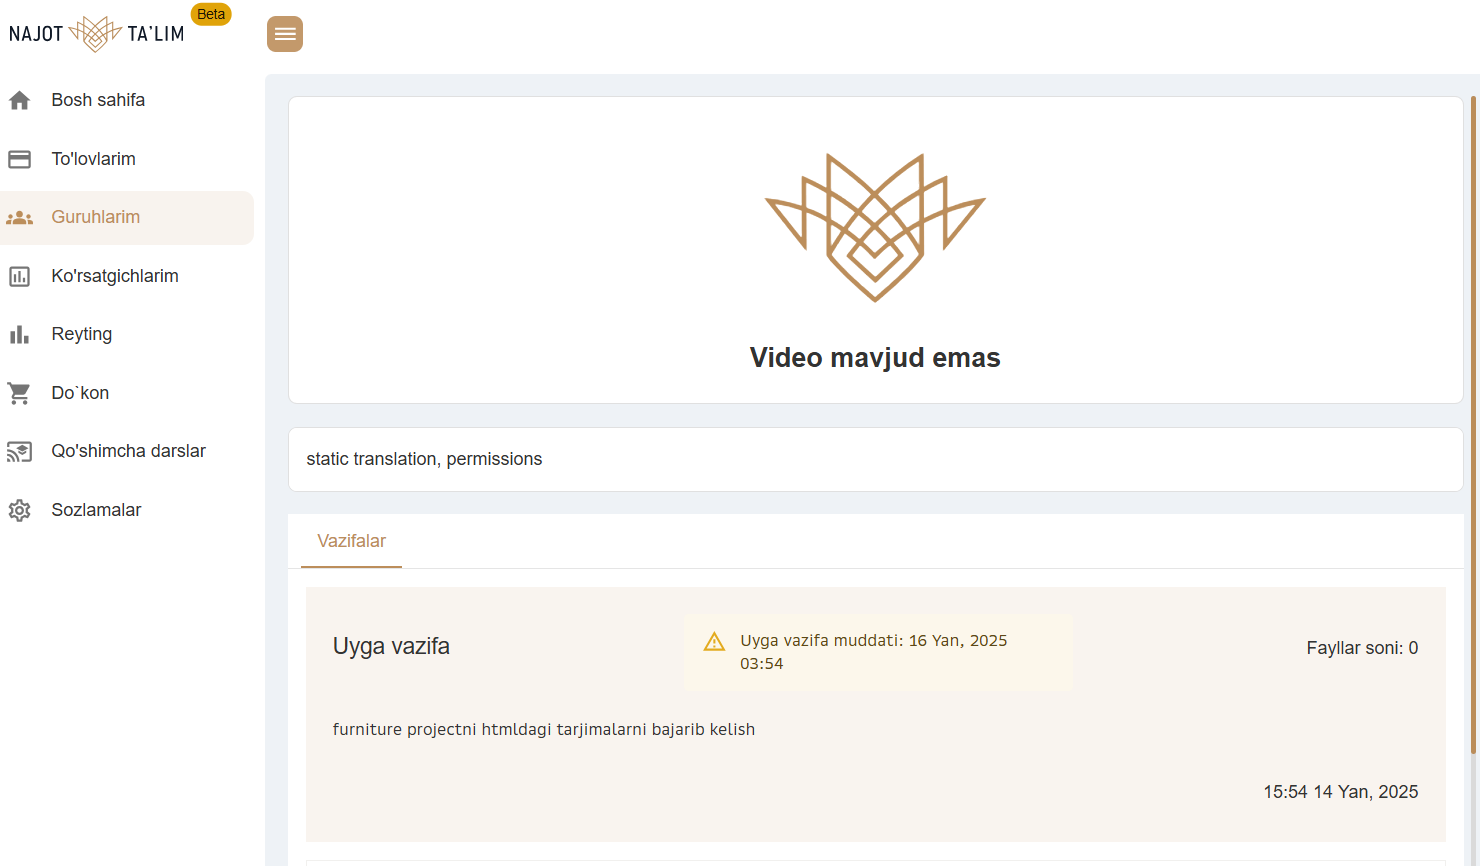 NAJOT TA'LIM
Beta
Bosh sahifa
To'lovlarim
Guruhlarim
Ko'rsatgichlarim
Reyting
Do`kon
Qo'shimcha darslar
Sozlamalar
Video mavjud emas
static translation, permissions
Vazifalar
Uyga vazifa
Uyga vazifa muddati: 16 Yan, 2025
03:54
Fayllar soni: 0
furniture projectni htmldagi tarjimalarni bajarib kelish
15:54 14 Yan, 2025